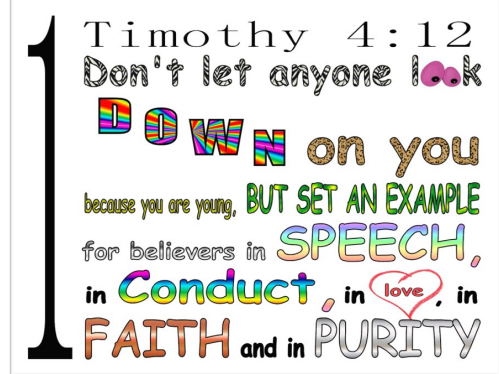 1 Timothy 4:12
Don't let anyone look
DOWN on you
because you are young, BUT SET AN EXAMPLE
for believers in SPEECH,
in Conduct, in love, in
FAITH and in PURITY